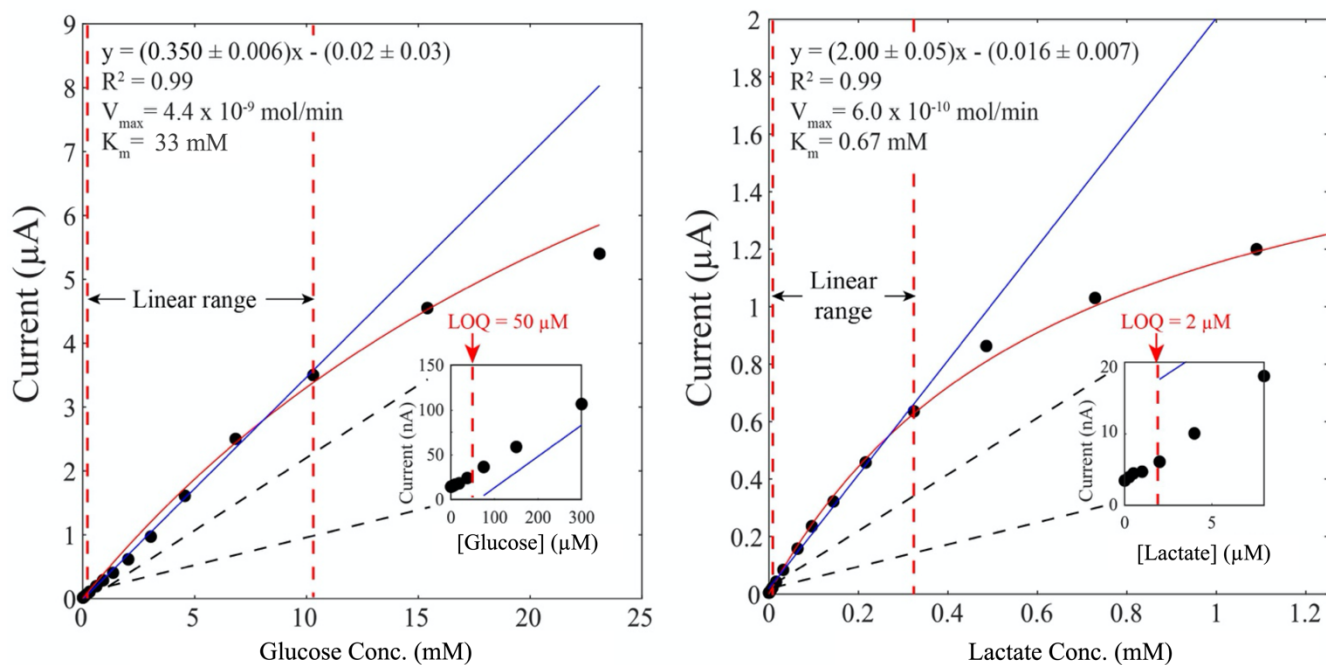 9
8
7
6
5
4
3
2
1
0
Current (µA)
y = (0.350 ± 0.006)x - (0.02 ± 0.03)
R² = 0.99
Vmax = 4.4 x 10⁻⁹ mol/min
Km= 33 mM
Linear range
LOQ = 50 µM
150
100
50
0
Current (nA)
0 100 200 300
[Glucose] (µM)
0 5 10 15 20 25
Glucose Conc. (mM)
2
1.8
1.6
1.4
1.2
1
0.8
0.6
0.4
0.2
0
Current (µA)
y = (2.00 ± 0.05)x - (0.016 ± 0.007)
R² = 0.99
Vmax = 6.0 x 10⁻¹⁰ mol/min
Km = 0.67 mM
Linear
range
LOQ = 2 µM
20
10
0
Current (nA)
0 5
[Lactate] (µM)
0 0.2 0.4 0.6 0.8 1 1.2
Lactate Conc. (mM)